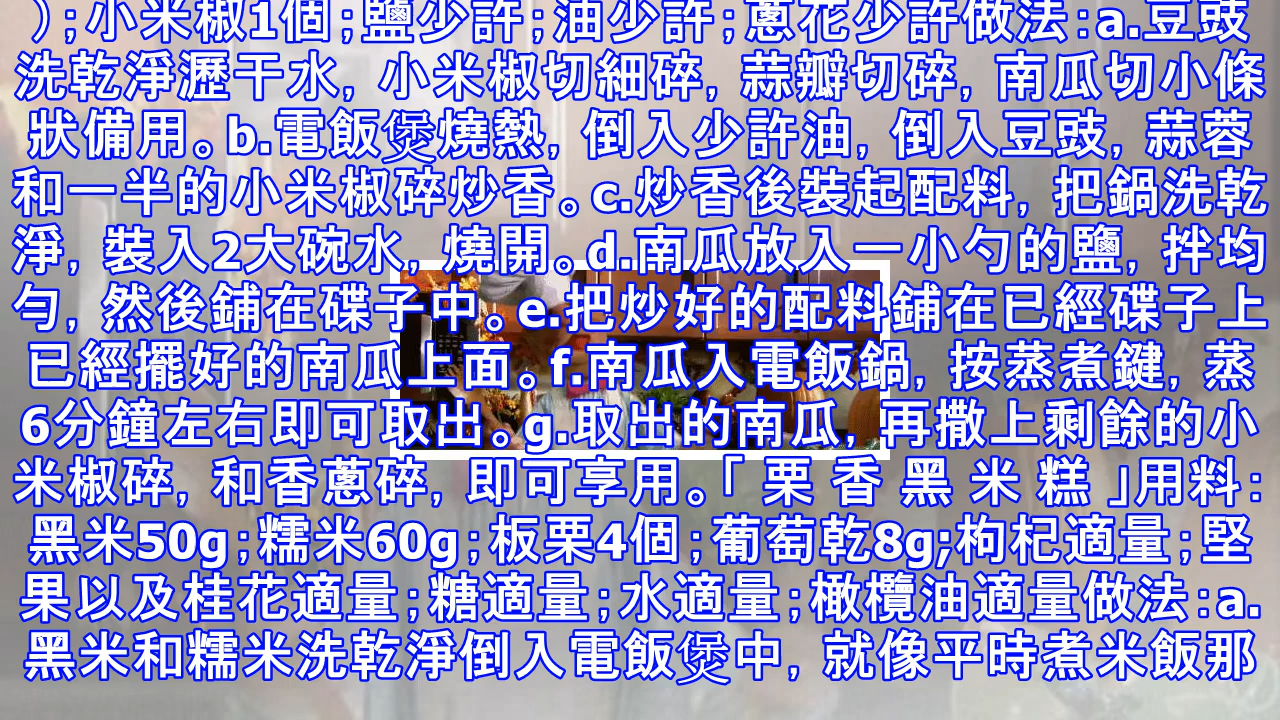 ）；小米椒1個；鹽少許；油少許；蔥花少許做法：a.豆豉
洗乾淨瀝干水，小米椒切細碎，蒜瓣切碎，南瓜切小條
狀備用。b.電飯煲燒熱，倒入少許油，倒入豆豉，蒜蓉
和一半的小米椒碎炒香。c.炒香後裝起配料，把鍋洗乾
淨，裝入2大碗水，燒開。d.南瓜放入一小勺的鹽，拌均
勻，然後鋪在碟子中。e.把炒好的配料鋪在已經碟子上
已經擺好的南瓜上面。f.南瓜入電飯鍋，按蒸煮鍵，蒸
6分鐘左右即可取出。g.取出的南瓜，再撒上剩餘的小
米椒碎，和香蔥碎，即可享用。「 栗 香 黑 米 糕 」用料：
黑米50g；糯米60g；板栗4個；葡萄乾8g;枸杞適量；堅
果以及桂花適量；糖適量；水適量；橄欖油適量做法：a.
黑米和糯米洗乾淨倒入電飯煲中，就像平時煮米飯那